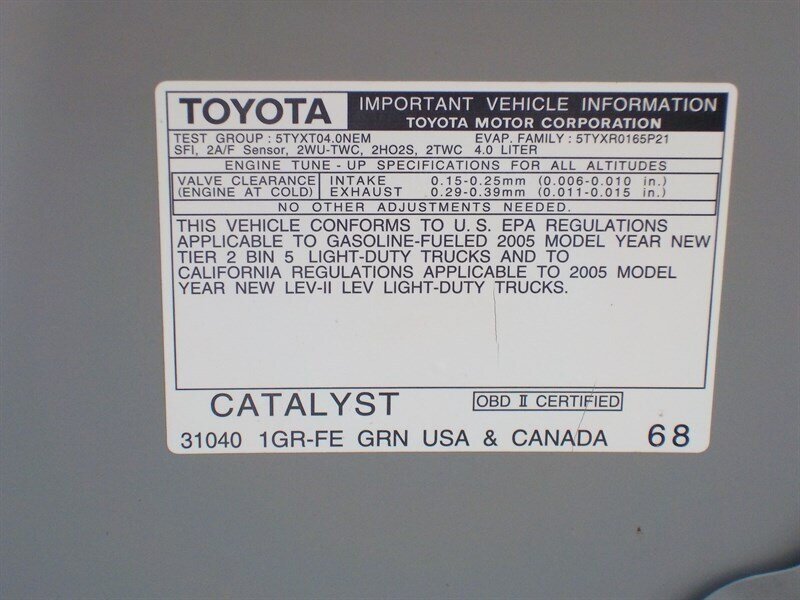 TOYOTA IMPORTANT VEHICLE INFORMATION
TOYOTA MOTOR CORPORATION
TEST GROUP : 5TYXT04.0NEM EVAP. FAMILY : 5TYXR0165P21
SFI, 2A/F Sensor, 2WU-TWC, 2HO2S, 2TWC 4.0 LITER
ENGINE TUNE - UP SPECIFICATIONS FOR ALL ALTITUDES
VALVE CLEARANCE INTAKE 0.15-0.25mm (0.006-0.010 in.)
(ENGINE AT COLD) EXHAUST 0.29-0.39mm (0.011-0.015 in.)
NO OTHER ADJUSTMENTS NEEDED.
THIS VEHICLE CONFORMS TO U.S. EPA REGULATIONS
APPLICABLE TO GASOLINE-FUELED 2005 MODEL YEAR NEW
TIER 2 BIN 5 LIGHT-DUTY TRUCKS AND TO
CALIFORNIA REGULATIONS APPLICABLE TO 2005 MODEL
YEAR NEW LEV-II LEV LIGHT-DUTY TRUCKS.
CATALYST OBD II CERTIFIED
31040 1GR-FE GRN USA & CANADA 68